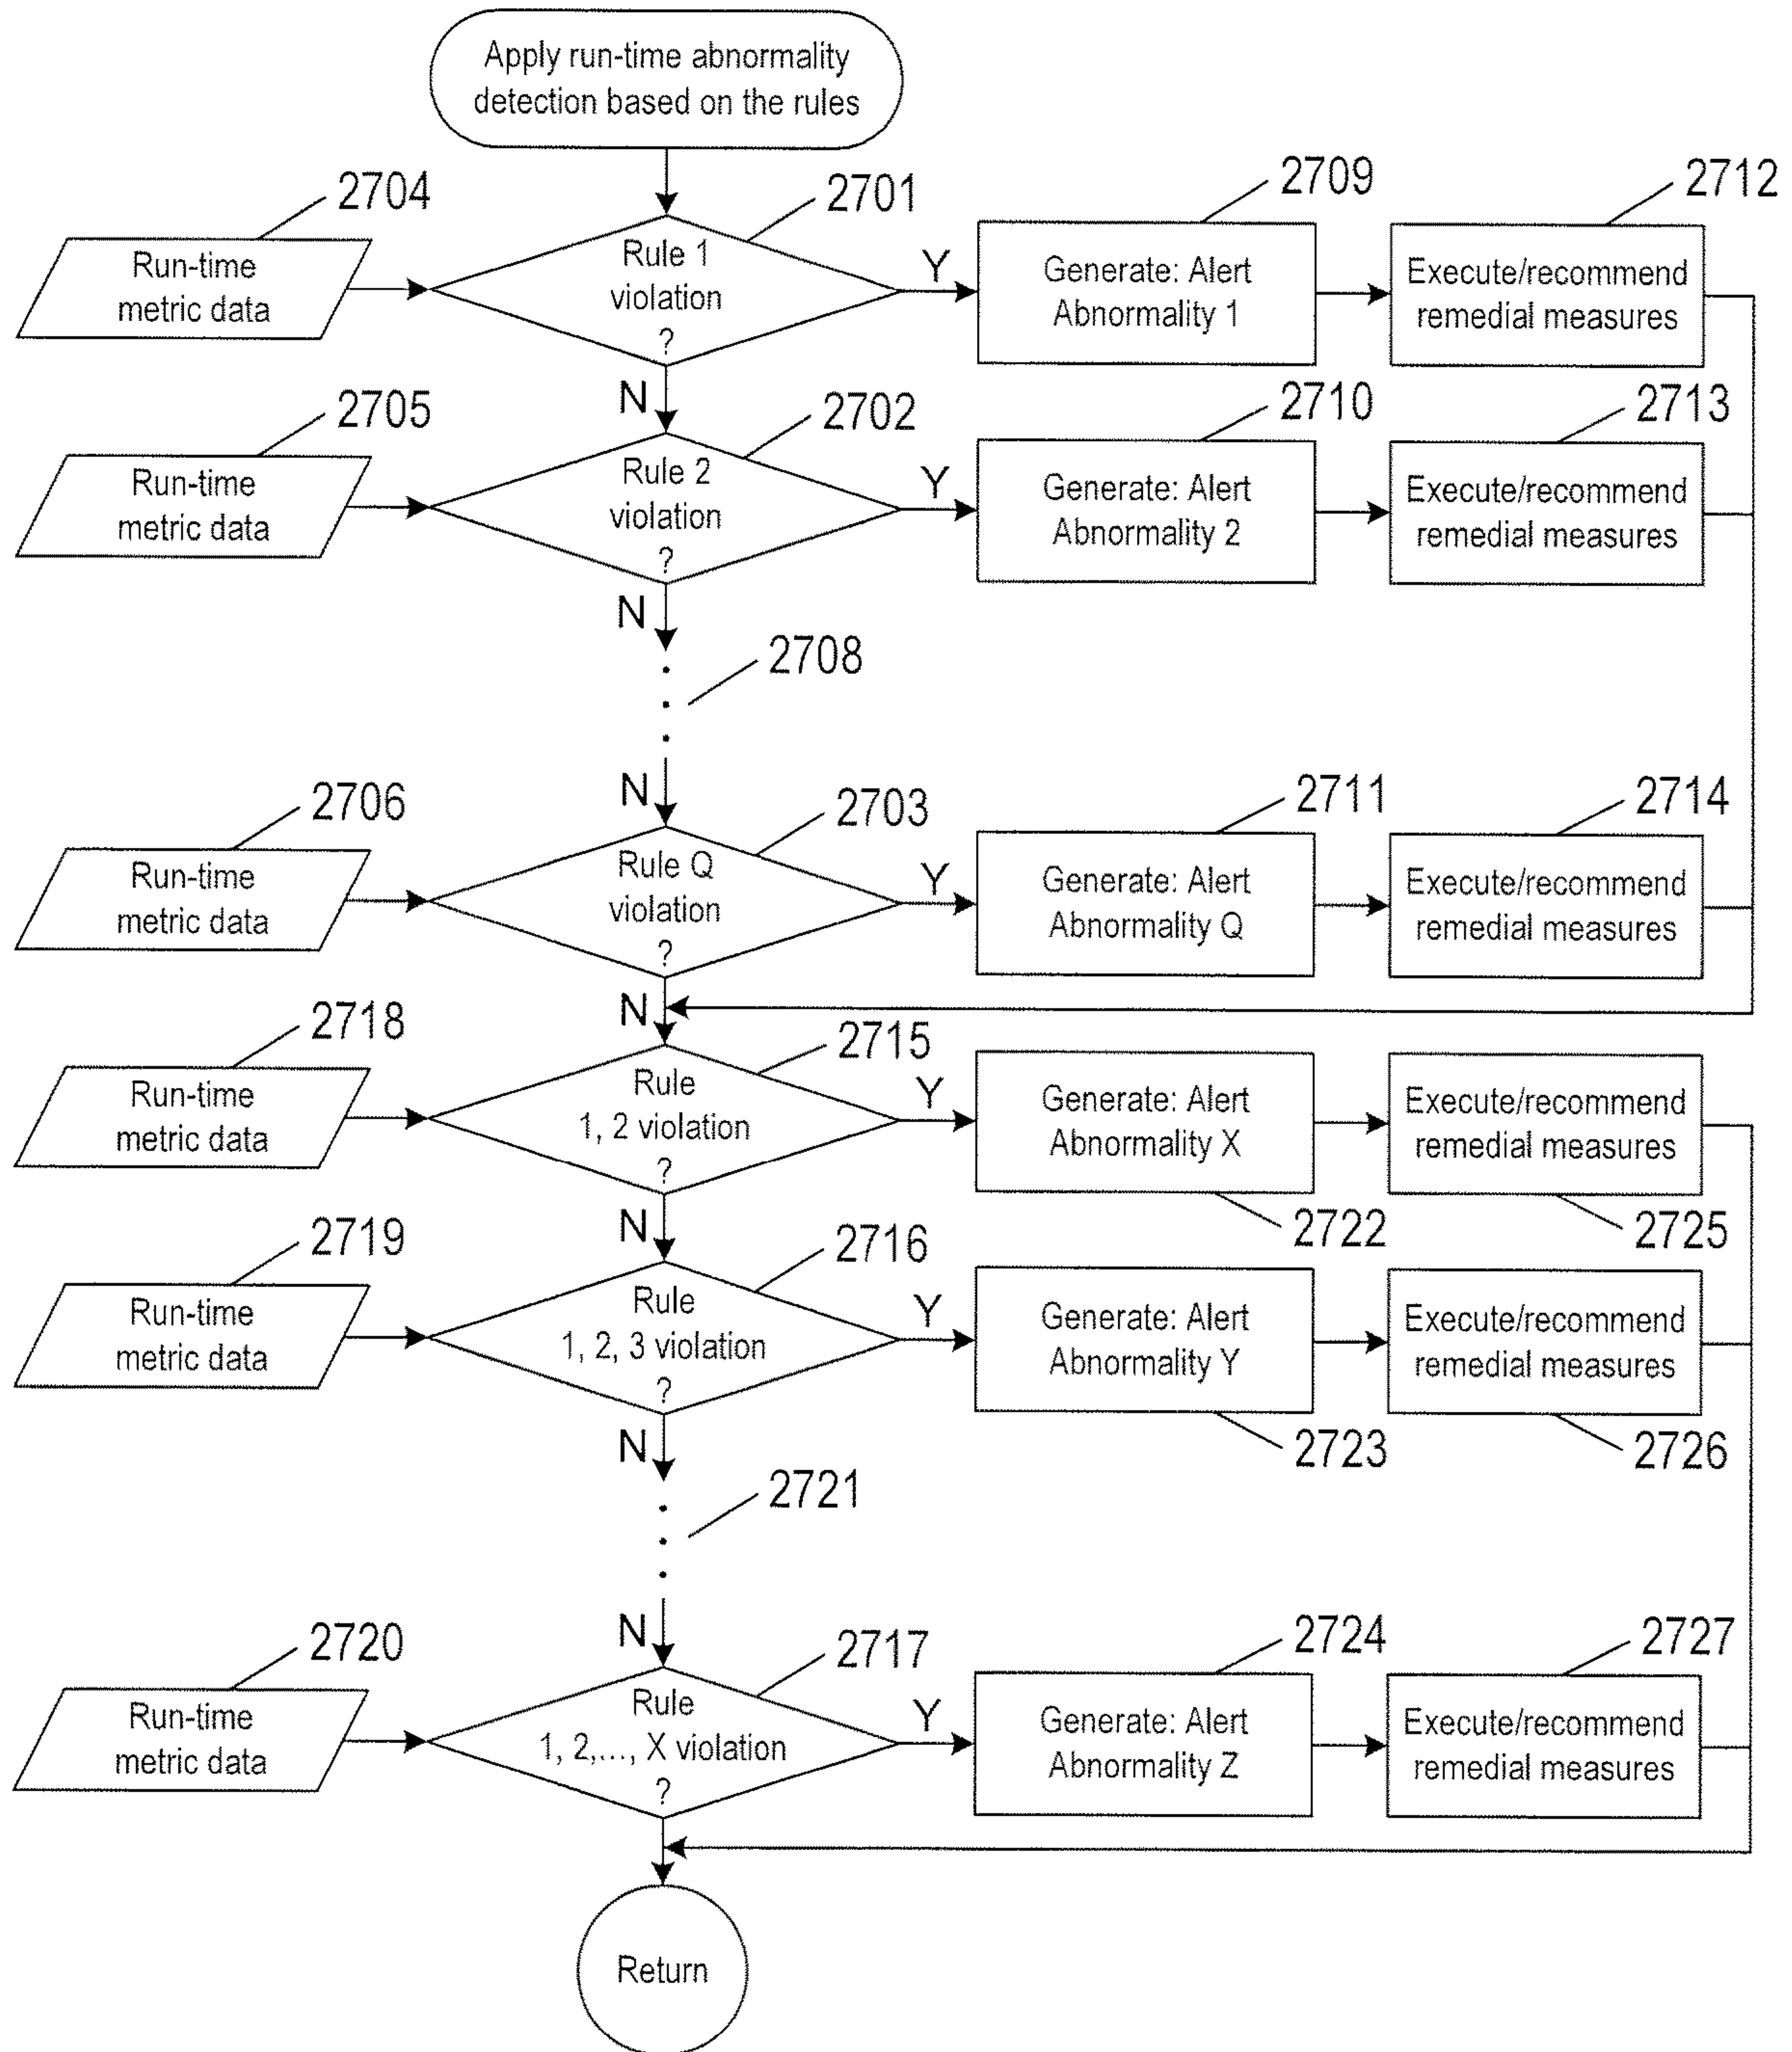 Apply run-time abnormality
detection based on the rules
2704
2701
2709
2712
Run-time
metric data
Rule 1
violation
?
Y
Generate: Alert
Abnormality 1
Execute/recommend
remedial measures
N
2705
2702
2710
2713
Run-time
metric data
Rule 2
violation
?
Y
Generate: Alert
Abnormality 2
Execute/recommend
remedial measures
N
2708
N
2706
2703
2711
2714
Run-time
metric data
Rule Q
violation
?
Y
Generate: Alert
Abnormality Q
Execute/recommend
remedial measures
N
2718
2715
Run-time
metric data
Rule
1, 2 violation
?
Y
Generate: Alert
Abnormality X
Execute/recommend
remedial measures
2722
2725
N
2719
2716
Run-time
metric data
Rule
1, 2, 3 violation
?
Y
Generate: Alert
Abnormality Y
Execute/recommend
remedial measures
2723
2726
N
2721
N
2720
2717
2724
2727
Run-time
metric data
Rule
1, 2,..., X violation
?
Y
Generate: Alert
Abnormality Z
Execute/recommend
remedial measures
Return